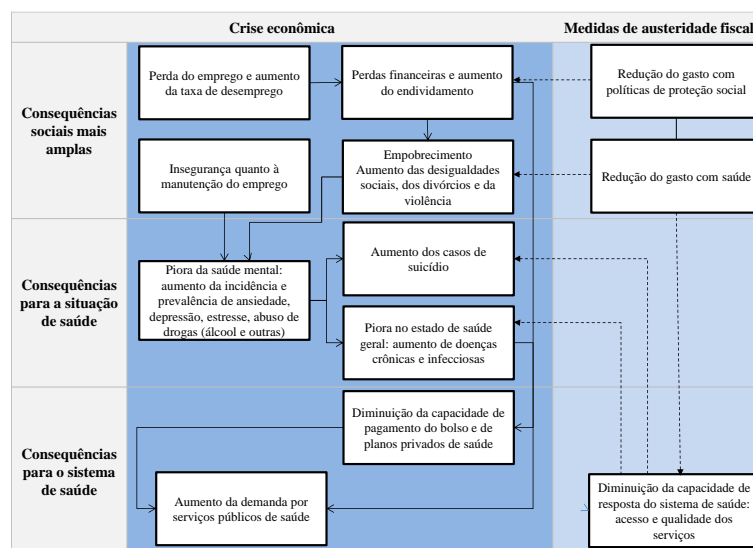 Crise econômica
Medidas de austeridade fiscal
Consequências
sociais mais
amplas
Perda do emprego e aumento
da taxa de desemprego
Perdas financeiras e aumento
do endividamento
Redução do gasto com
políticas de proteção social
Insegurança quanto à
manutenção do emprego
Empobrecimento
Aumento das desigualdades
sociais, dos divórcios e da
violência
Redução do gasto com saúde
Consequências
para a situação
de saúde
Piora da saúde mental:
aumento da incidência e
prevalência de ansiedade,
depressão, estresse, abuso de
drogas (álcool e outras)
Aumento dos casos de
suicídio
Piora no estado de saúde
geral: aumento de doenças
crônicas e infecciosas
Consequências
para o sistema
de saúde
Diminuição da capacidade de
pagamento do bolso e de
planos privados de saúde
Aumento da demanda por
serviços públicos de saúde
Diminuição da capacidade de
resposta do sistema de saúde:
acesso e qualidade dos
serviços